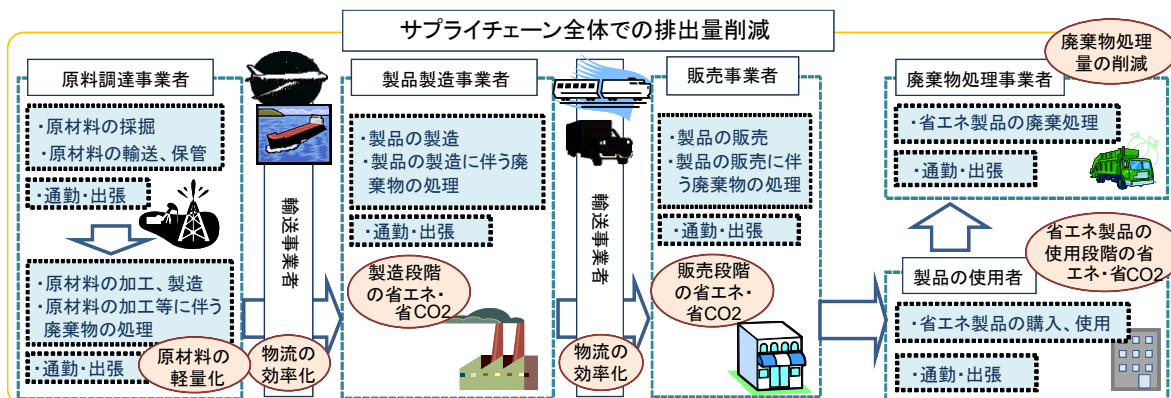 サプライチェーン全体での排出量削減
原料調達事業者
・原材料の採掘
・原材料の輸送、保管
・通勤・出張
・原材料の加工、製造
・原材料の加工等に伴う
廃棄物の処理
・通勤・出張
原材料の
軽量化
輸送事業者
物流の
効率化
製品製造事業者
・製品の製造
・製品の製造に伴う廃
棄物の処理
・通勤・出張
製造段階
の省エネ・
省CO2
輸送事業者
物流の
効率化
販売事業者
・製品の販売
・製品の販売に伴
う廃棄物の処理
・通勤・出張
販売段階
の省エネ・
省CO2
製品の使用者
・省エネ製品の購入、使用
・通勤・出張
省エネ製品の
使用段階の省
エネ・省CO2
廃棄物処理事業者
・省エネ製品の廃棄処理
・通勤・出張
廃棄物処理
量の削減